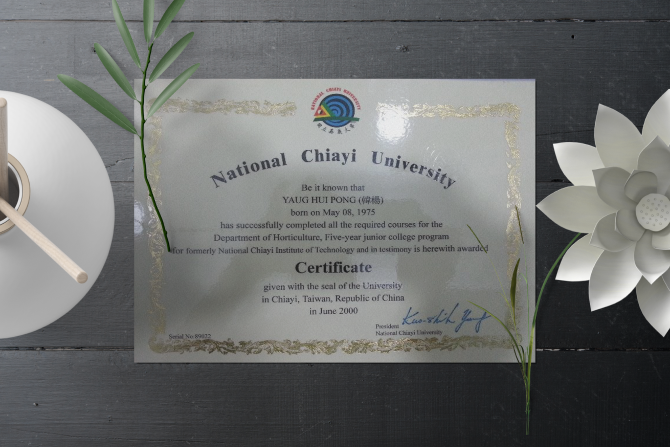 NATIONAL CHIAYI UNIVERSITY
國立嘉義大學
National Chiayi University
Be it known that
YAUG HUI PONG
born on May 08, 1975
has successfully completed all the required courses for the
Department of Horticulture, Five-year junior college program
for formerly National Chiayi Institute of Technology and in testimony is herewith awarded
Certificate
given with the seal of the University
in Chiayi, Taiwan, Republic of China
in June 2000
President
National Chiayi University
Serial No